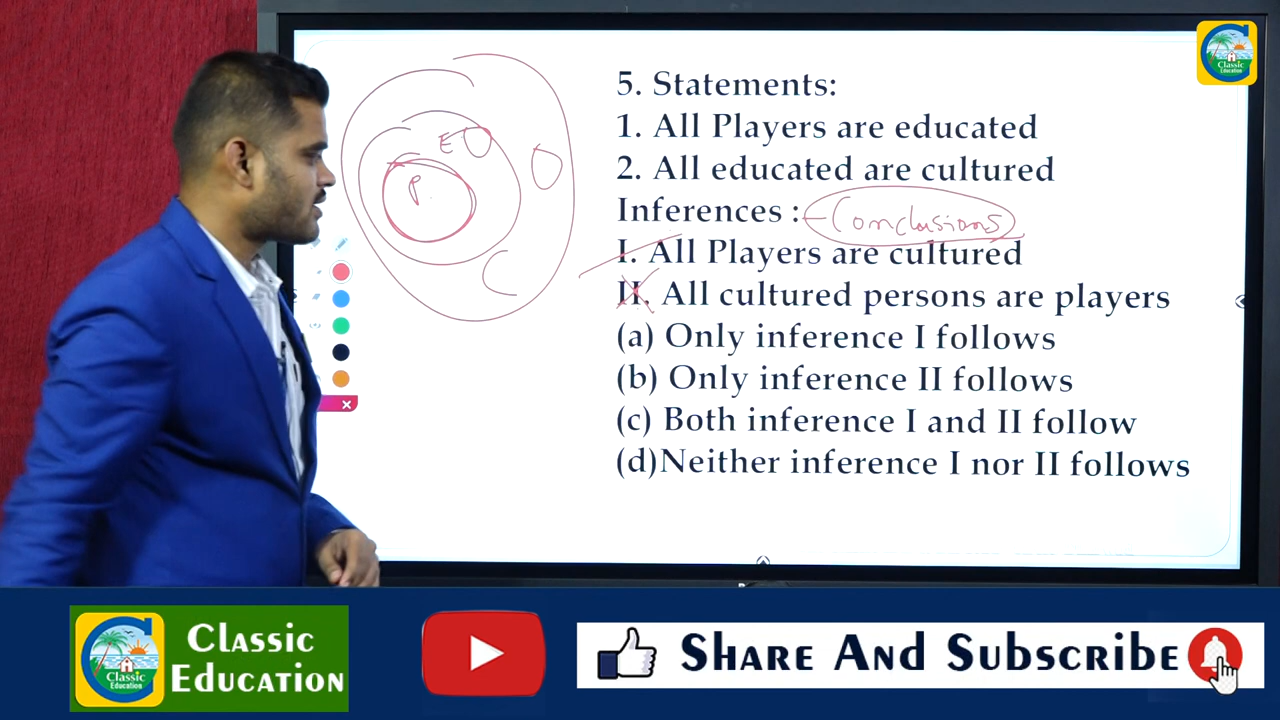 Classic
Education
5. Statements:
1. All Players are educated
2. All educated are cultured
Inferences : Conclusions
I. All Players are cultured
II. All cultured persons are players
(a) Only inference I follows
(b) Only inference II follows
(c) Both inference I and II follow
(d)Neither inference I nor II follows
E
P
C
Classic
Education
Classic
EDUCATION
SHARE AND SUBSCRIBE